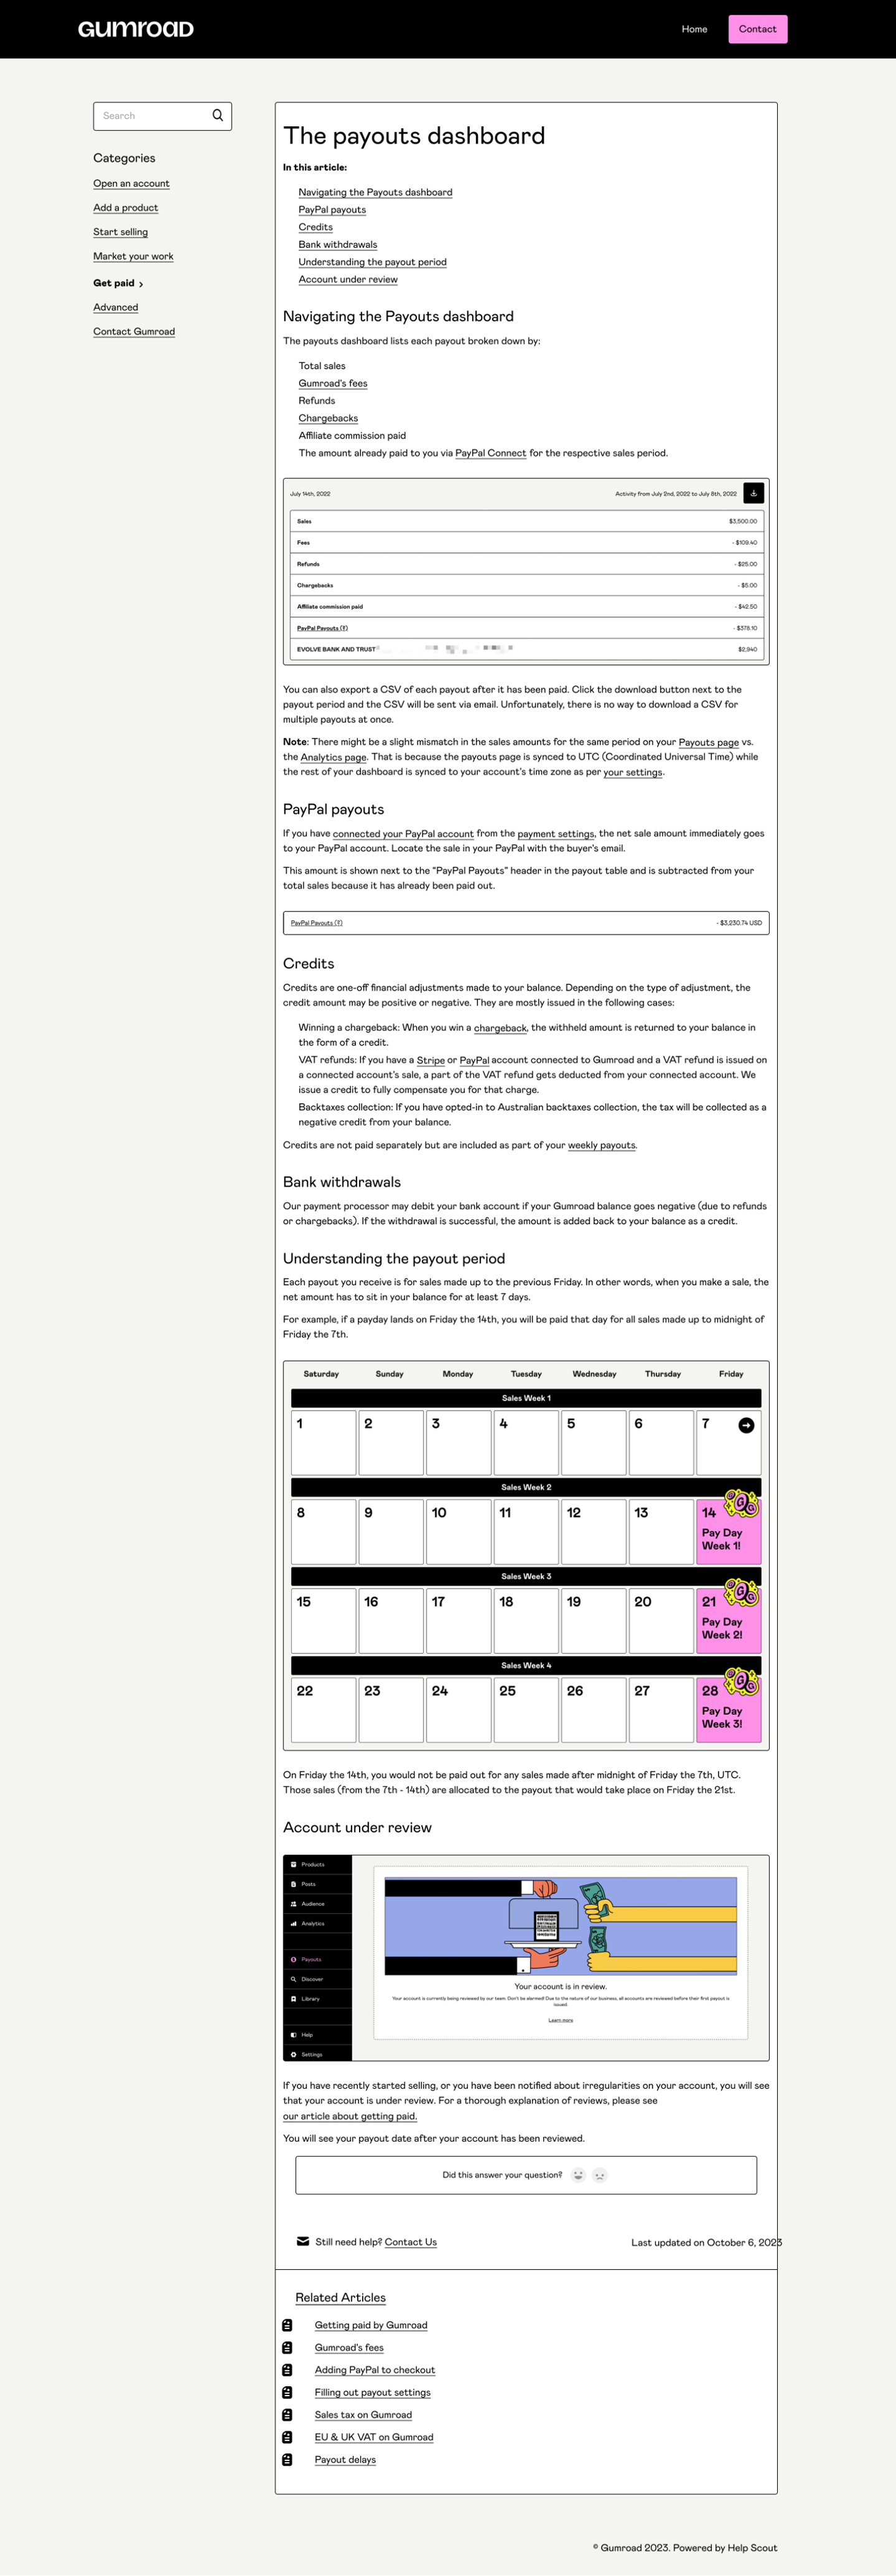 GUMROAD
Home
Contact
Search
Categories
Open an account
Add a product
Start selling
Market your work
Get paid ›
Advanced
Contact Gumroad
The payouts dashboard
In this article:
Navigating the Payouts dashboard
PayPal payouts
Credits
Bank withdrawals
Understanding the payout period
Account under review
Navigating the Payouts dashboard
The payouts dashboard lists each payout broken down by:
Total sales
Gumroad's fees
Refunds
Chargebacks
Affiliate commission paid
The amount already paid to you via PayPal Connect for the respective sales period.
July 14th, 2022 Activity from July 2nd, 2022 to July 8th, 2022
Sales $3,500.00
Fees - $109.40
Refunds - $25.00
Chargebacks - $5.00
Affiliate commission paid - $42.50
PayPal Payouts (?) - $378.10
EVOLVE BANK AND TRUST $2,940
You can also export a CSV of each payout after it has been paid. Click the download button next to the
payout period and the CSV will be sent via email. Unfortunately, there is no way to download a CSV for
multiple payouts at once.
Note: There might be a slight mismatch in the sales amounts for the same period on your Payouts page vs.
the Analytics page. That is because the payouts page is synced to UTC (Coordinated Universal Time) while
the rest of your dashboard is synced to your account's time zone as per your settings.
PayPal payouts
If you have connected your PayPal account from the payment settings, the net sale amount immediately goes
to your PayPal account. Locate the sale in your PayPal with the buyer's email.
This amount is shown next to the "PayPal Payouts" header in the payout table and is subtracted from your
total sales because it has already been paid out.
PayPal Payouts (?) - $3,230.74 USD
Credits
Credits are one-off financial adjustments made to your balance. Depending on the type of adjustment, the
credit amount may be positive or negative. They are mostly issued in the following cases:
Winning a chargeback: When you win a chargeback, the withheld amount is returned to your balance in
the form of a credit.
VAT refunds: If you have a Stripe or PayPal account connected to Gumroad and a VAT refund is issued on
a connected account's sale, a part of the VAT refund gets deducted from your connected account. We
issue a credit to fully compensate you for that charge.
Backtaxes collection: If you have opted-in to Australian backtaxes collection, the tax will be collected as a
negative credit from your balance.
Credits are not paid separately but are included as part of your weekly payouts.
Bank withdrawals
Our payment processor may debit your bank account if your Gumroad balance goes negative (due to refunds
or chargebacks). If the withdrawal is successful, the amount is added back to your balance as a credit.
Understanding the payout period
Each payout you receive is for sales made up to the previous Friday. In other words, when you make a sale, the
net amount has to sit in your balance for at least 7 days.
For example, if a payday lands on Friday the 14th, you will be paid that day for all sales made up to midnight of
Friday the 7th.
Saturday Sunday Monday Tuesday Wednesday Thursday Friday
Sales Week 1
1 2 3 4 5 6 7
Sales Week 2
8 9 10 11 12 13 14
Pay Day
Week 1!
Sales Week 3
15 16 17 18 19 20 21
Pay Day
Week 2!
Sales Week 4
22 23 24 25 26 27 28
Pay Day
Week 3!
On Friday the 14th, you would not be paid out for any sales made after midnight of Friday the 7th, UTC.
Those sales (from the 7th - 14th) are allocated to the payout that would take place on Friday the 21st.
Account under review
Products
Posts
Audience
Analytics
Payouts
Discover
Library
Help
Settings
Your account is in review.
Your account is currently being reviewed by our team. Don't be alarmed! Due to the nature of our business, all accounts are reviewed before their first payout is
issued.
Learn more
If you have recently started selling, or you have been notified about irregularities on your account, you will see
that your account is under review. For a thorough explanation of reviews, please see
our article about getting paid.
You will see your payout date after your account has been reviewed.
Did this answer your question?
Still need help? Contact Us
Last updated on October 6, 2023
Related Articles
Getting paid by Gumroad
Gumroad's fees
Adding PayPal to checkout
Filling out payout settings
Sales tax on Gumroad
EU & UK VAT on Gumroad
Payout delays
© Gumroad 2023. Powered by Help Scout